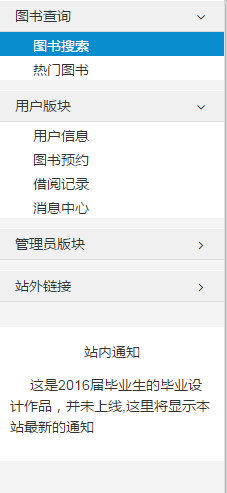 图书查询
图书搜索
热门图书
用户版块
用户信息
图书预约
借阅记录
消息中心
管理员版块
站外链接
站内通知
这是2016届毕业生的毕业设
计作品，并未上线,这里将显示本
站最新的通知